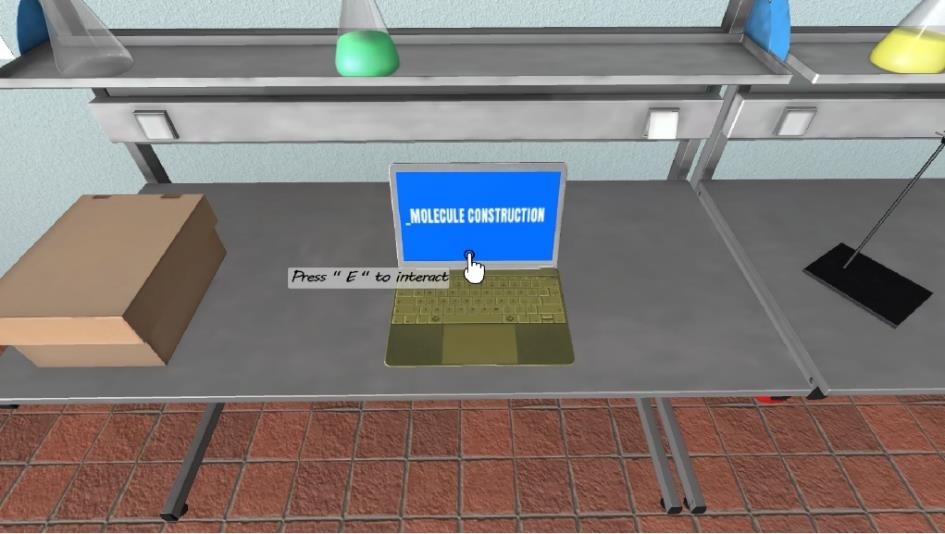 _MOLECULE CONSTRUCTION
Press " E " to interact